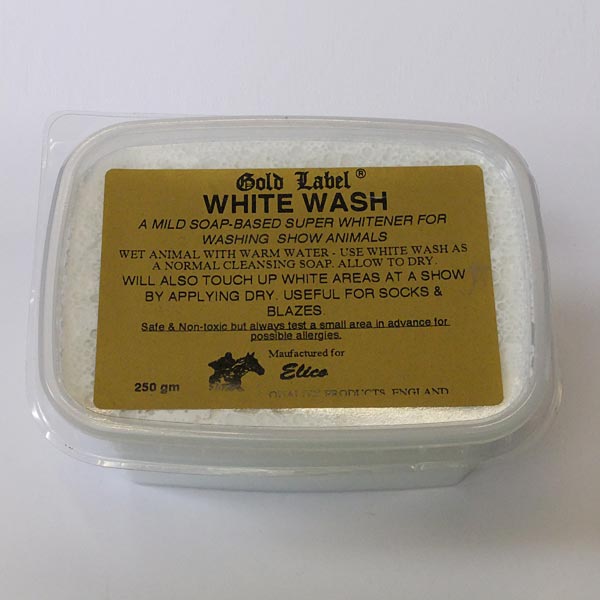 Gold Label ®
WHITE WASH
A MILD SOAP-BASED SUPER WHITENER FOR
WASHING SHOW ANIMALS
WET ANIMAL WITH WARM WATER - USE WHITE WASH AS
A NORMAL CLEANSING SOAP. ALLOW TO DRY.
WILL ALSO TOUCH UP WHITE AREAS AT A SHOW
BY APPLYING DRY. USEFUL FOR SOCKS &
BLAZES.
Safe & Non-toxic but always test a small area in advance for
possible allergies.
Maufactured for
Elico
250 gm
QUALITY PRODUCTS, ENGLAND